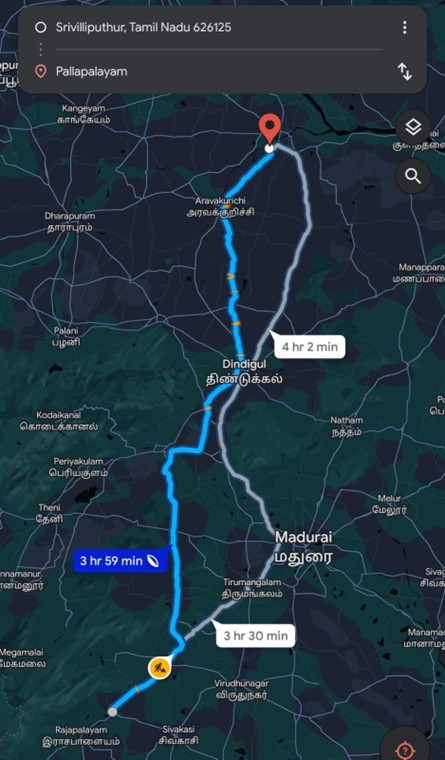 Srivilliputhur, Tamil Nadu 626125
Pallapalayam
Kangeyam
காங்கேயம்
Aravakurichi
அரவக்குறிச்சி
Dharapuram
தாராபுரம்
Manappara
மணப்பாறை
4 hr 2 min
Palani
பழனி
Dindigul
திண்டுக்கல்
Kodaikanal
கொடைக்கானல்
Natham
நத்தம்
Periyakulam
பெரியகுளம்
Theni
தேனி
Melur
மேலூர்
Madurai
மதுரை
3 hr 59 min
Tirumangalam
திருமங்கலம்
3 hr 30 min
Megamalai
மேகமலை
Virudhunagar
விருதுநகர்
Rajapalayam
இராசபாளையம்
Sivakasi
சிவகாசி